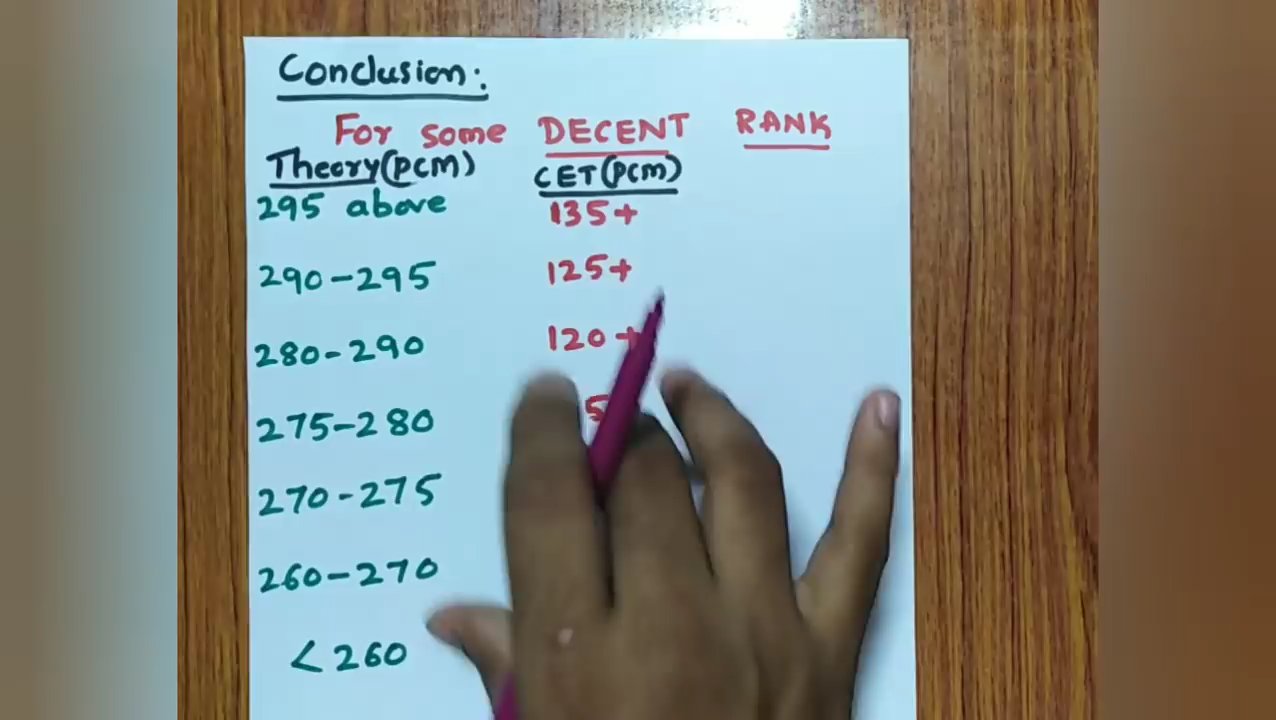 Conclusion:
For some DECENT RANK
Theory(PCM) CET(PCM)
295 above 135+
290-295 125+
280-290 120+
275-280
270-275
260-270
<260